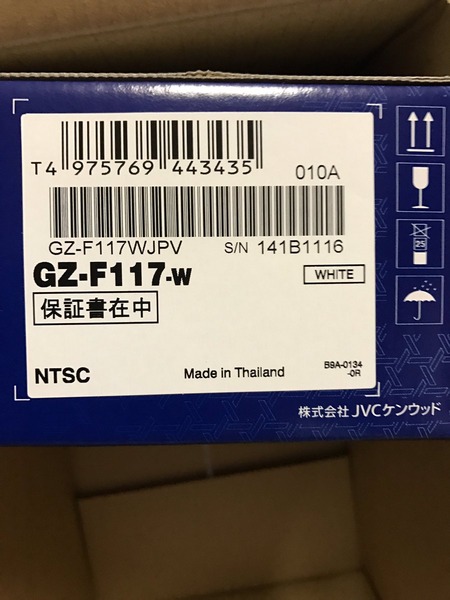 T4 975769 443435
010A
GZ-F117WJPV S/N 141B1116
GZ-F117-W
WHITE
保証書在中
25
NTSC
Made in Thailand
B9A-0134
-0R
株式会社 JVCケンウッド